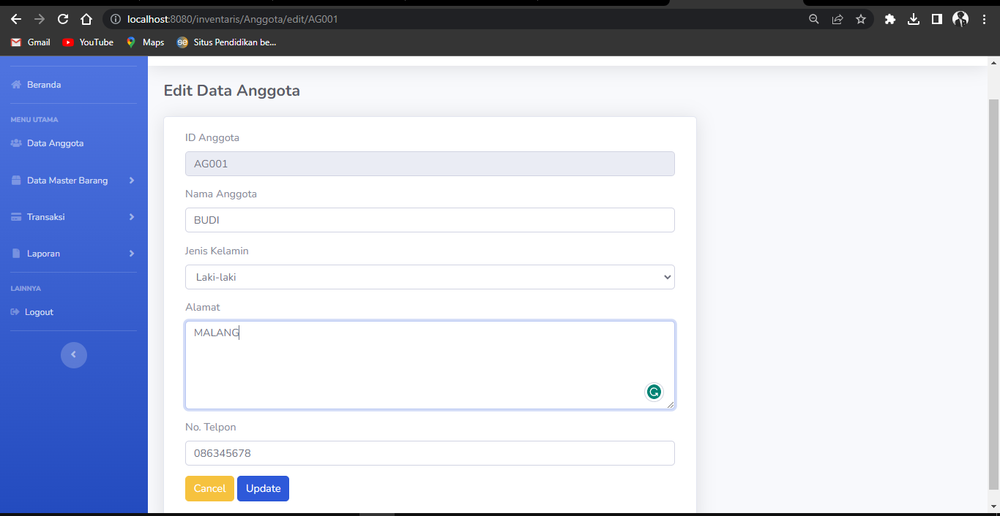 localhost:8080/inventaris/Anggota/edit/AG001
Gmail
YouTube
Maps
Situs Pendidikan be...
Beranda
MENU UTAMA
Data Anggota
Data Master Barang
Transaksi
Laporan
LAINNYA
Logout
Edit Data Anggota
ID Anggota
AG001
Nama Anggota
BUDI
Jenis Kelamin
Laki-laki
Alamat
MALANG
No. Telpon
086345678
Cancel
Update